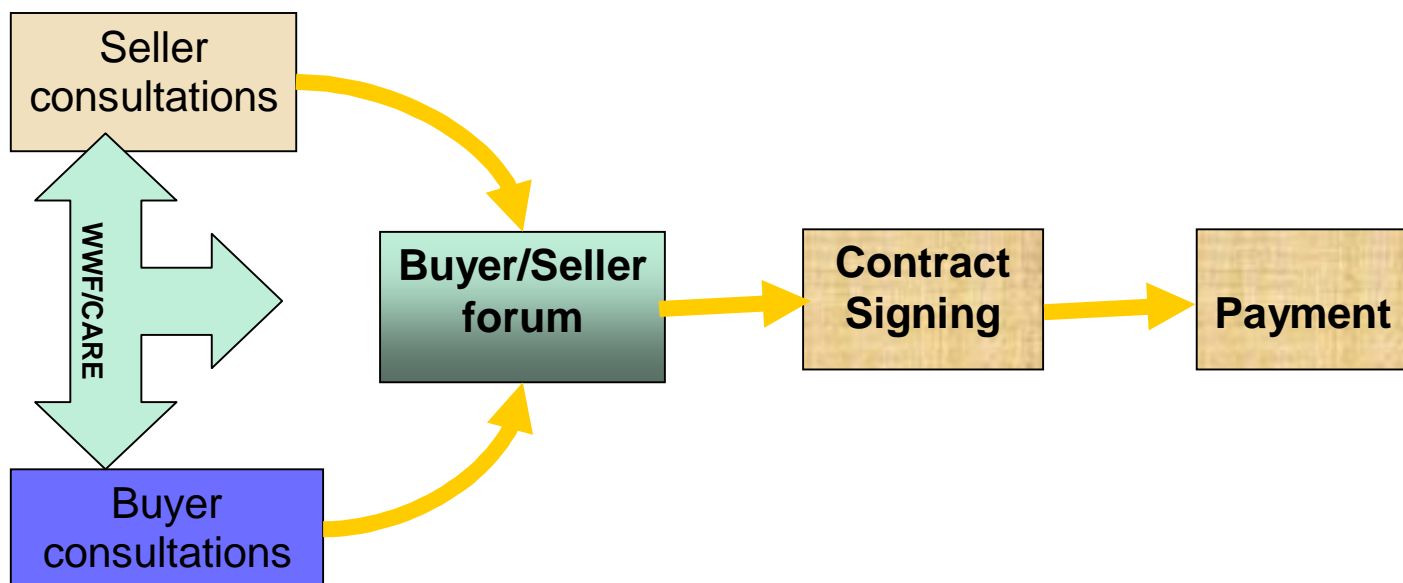 Seller
consultations
WWF/CARE
Buyer/Seller
forum
Contract
Signing
Payment
Buyer
consultations